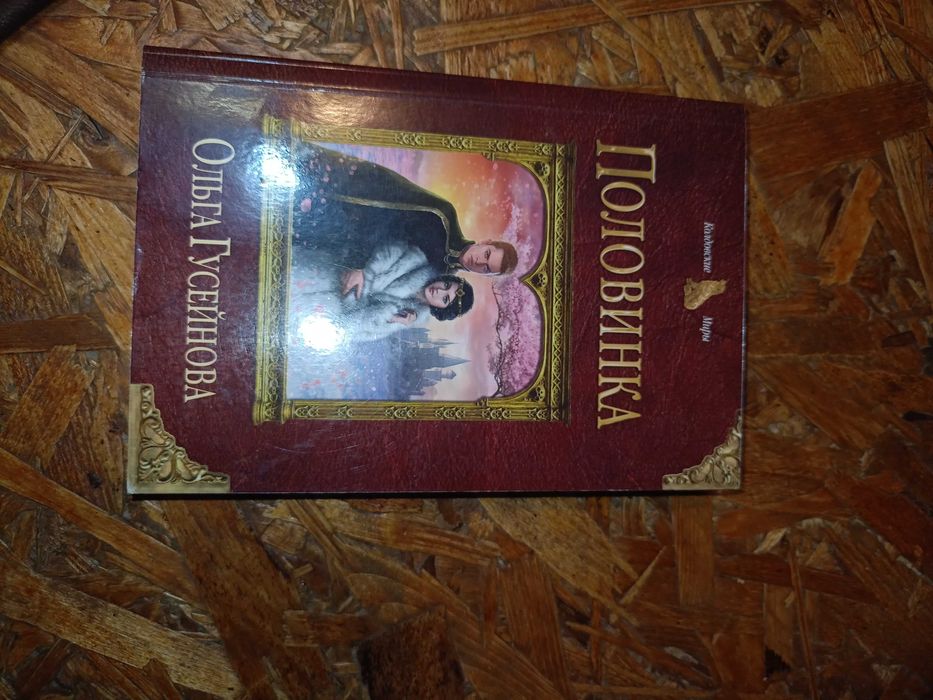 Колдовские Миры
ПОЛОВИНКА
ОЛЬГА ГУСЕЙНОВА